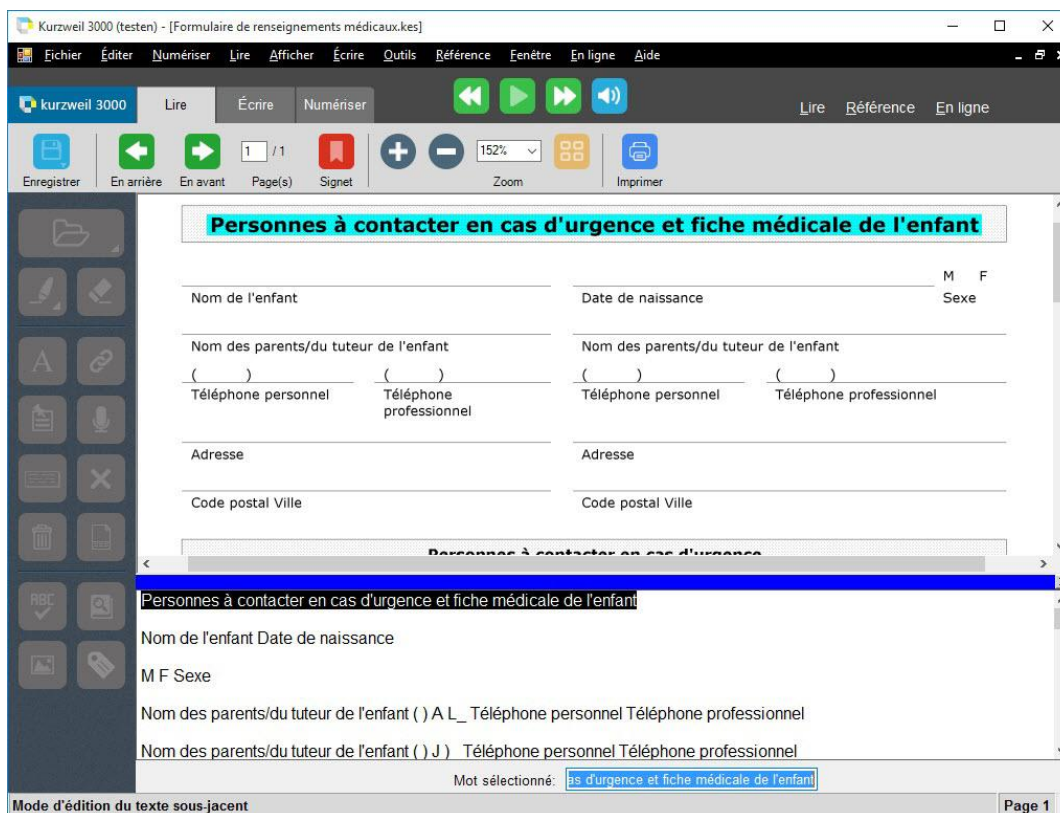 Kurzweil 3000 (testen) - [Formulaire de renseignements médicaux.kes]
Fichier Éditer Numériser Lire Afficher Écrire Outils Référence Fenêtre En ligne Aide
kurzweil 3000 Lire Écrire Numériser Lire Référence En ligne
1 / 1 152%
Enregistrer En arrière En avant Page(s) Signet Zoom Imprimer
Personnes à contacter en cas d'urgence et fiche médicale de l'enfant
M F
Nom de l'enfant Date de naissance Sexe
Nom des parents/du tuteur de l'enfant Nom des parents/du tuteur de l'enfant
( ) ( ) ( ) ( )
Téléphone personnel Téléphone professionnel Téléphone personnel Téléphone professionnel
Adresse Adresse
Code postal Ville Code postal Ville
Personnes à contacter en cas d'urgence
A
ABC
Personnes à contacter en cas d'urgence et fiche médicale de l'enfant
Nom de l'enfant Date de naissance
M F Sexe
Nom des parents/du tuteur de l'enfant ( ) A L_ Téléphone personnel Téléphone professionnel
Nom des parents/du tuteur de l'enfant ( ) J ) Téléphone personnel Téléphone professionnel
Mot sélectionné: as d'urgence et fiche médicale de l'enfant
Mode d'édition du texte sous-jacent Page 1